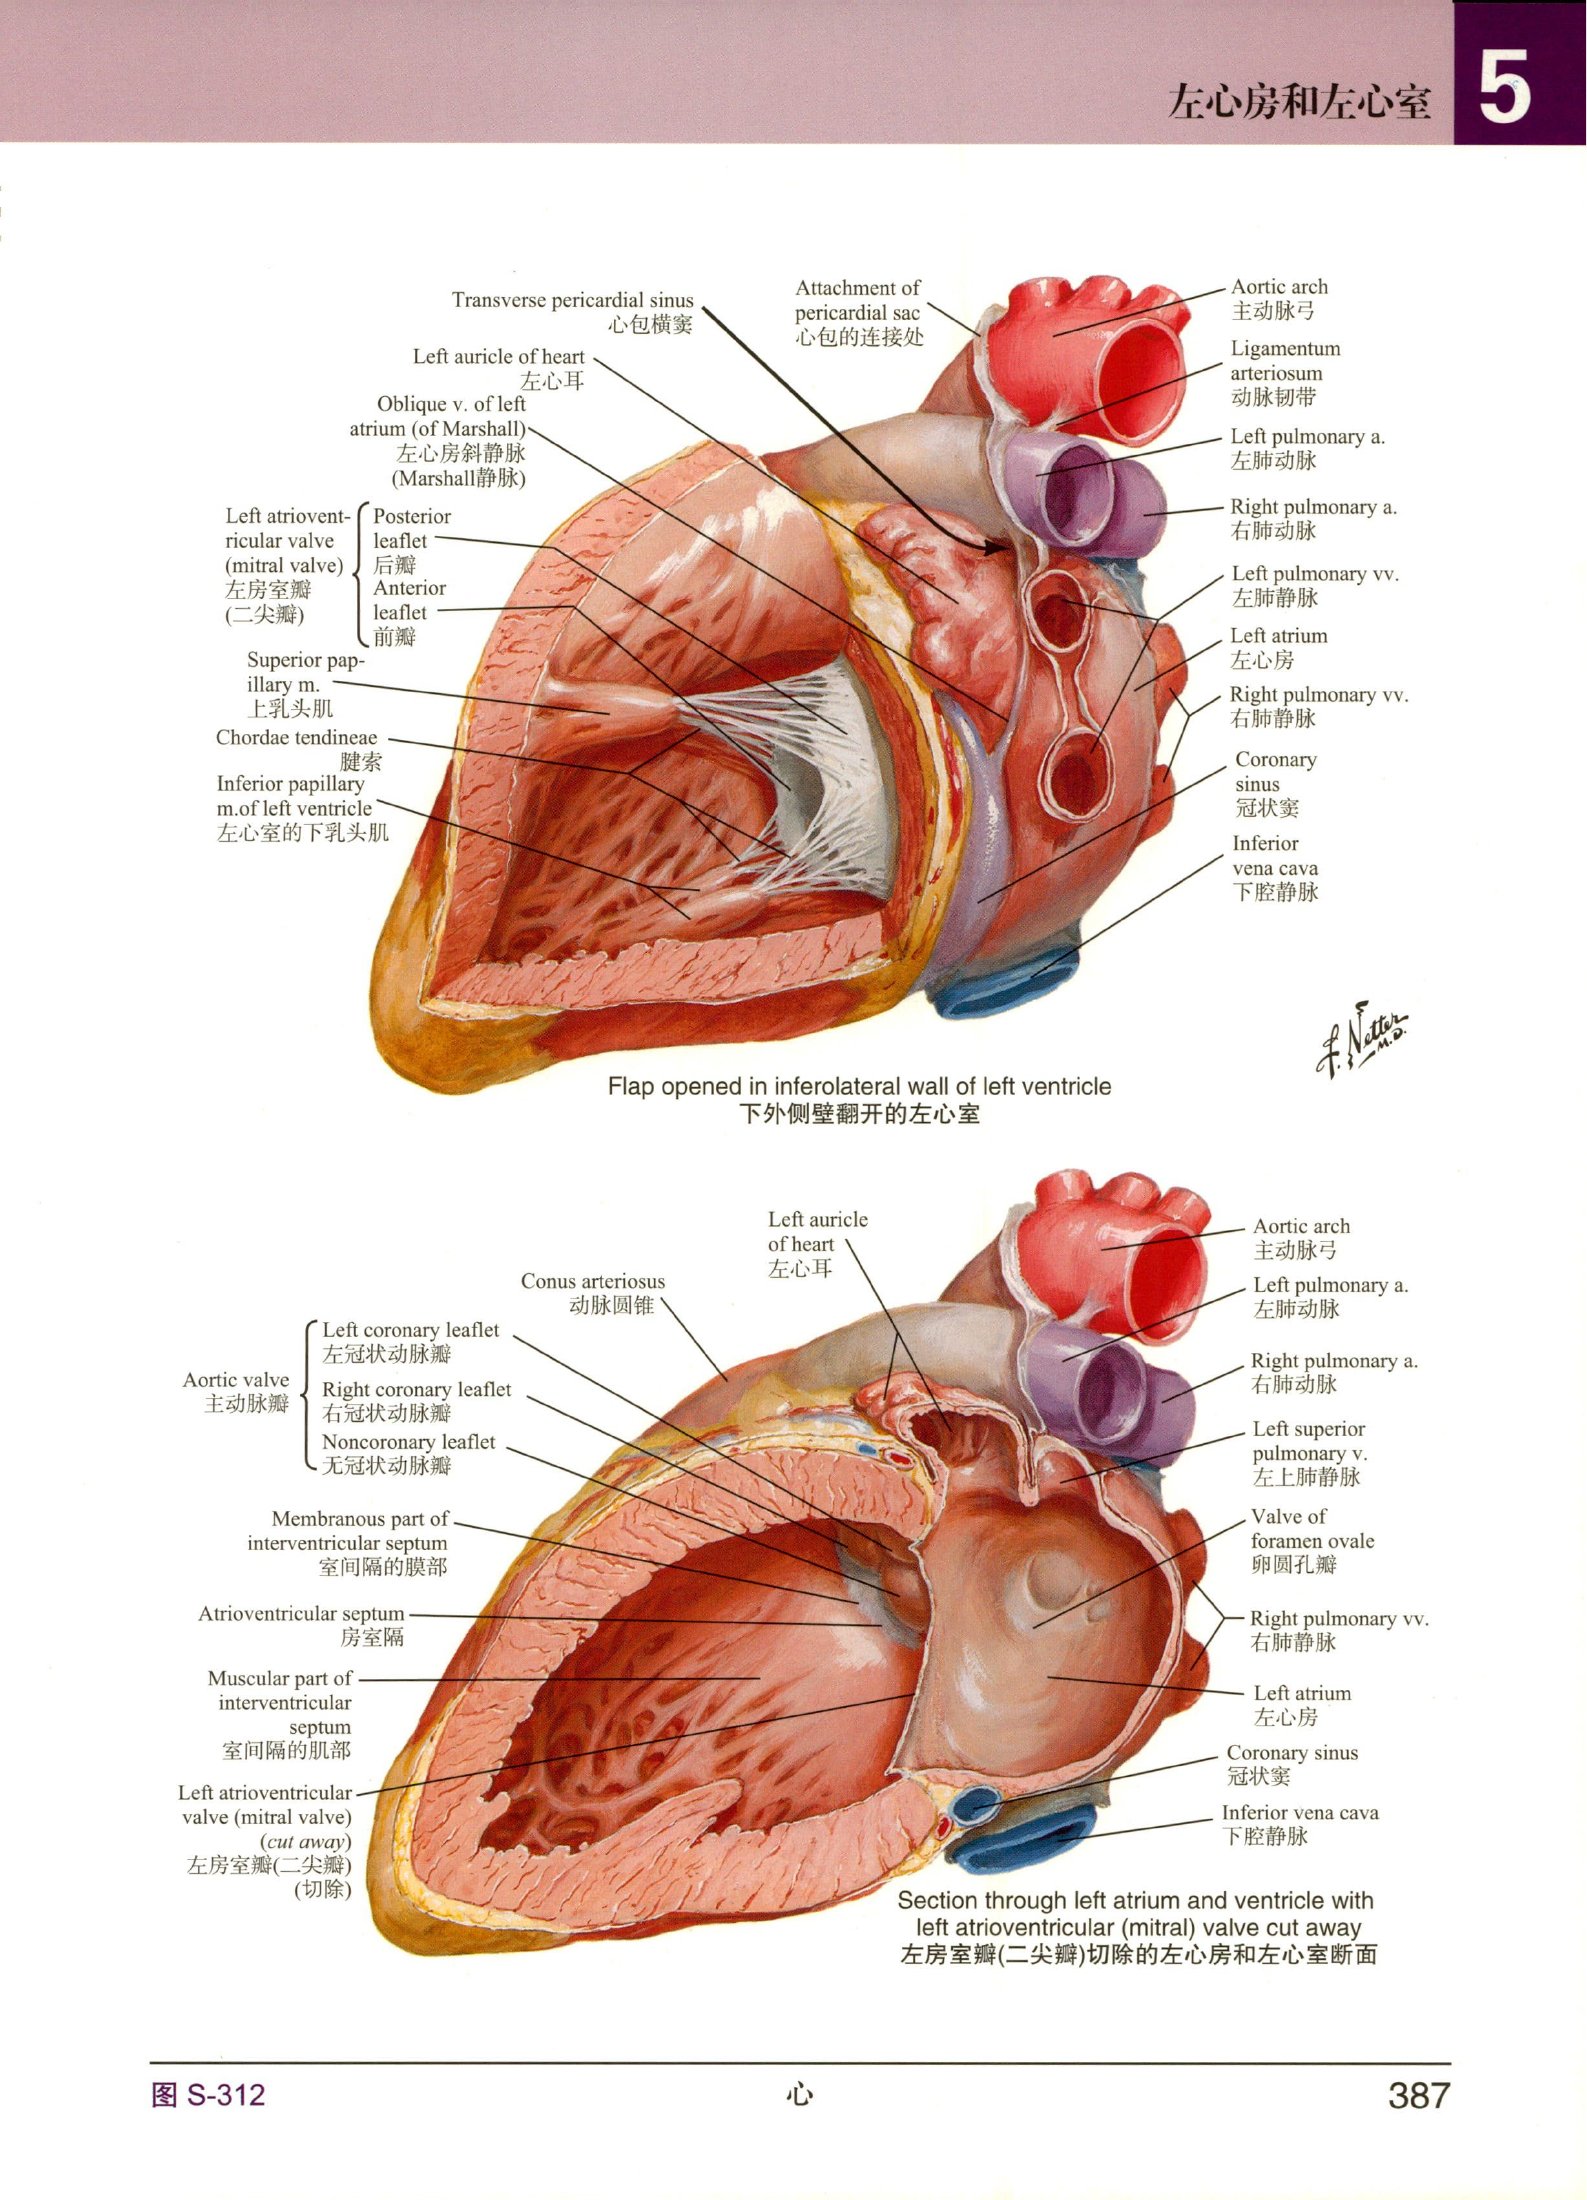 左心房和左心室
5
Transverse pericardial sinus
心包横窦
Attachment of
pericardial sac
心包的连接处
Aortic arch
主动脉弓
Left auricle of heart
左心耳
Ligamentum
arteriosum
动脉韧带
Oblique v. of left
atrium (of Marshall)
左心房斜静脉
(Marshall静脉)
Left pulmonary a.
左肺动脉
Left atriovent-
ricular valve
(mitral valve)
左房室瓣
(二尖瓣)
Posterior
leaflet
后瓣
Anterior
leaflet
前瓣
Right pulmonary a.
右肺动脉
Left pulmonary vv.
左肺静脉
Left atrium
左心房
Superior pap-
illary m.
上乳头肌
Right pulmonary vv.
右肺静脉
Chordae tendineae
腱索
Coronary
sinus
冠状窦
Inferior papillary
m.of left ventricle
左心室的下乳头肌
Inferior
vena cava
下腔静脉
F. Netter
M.D.
Flap opened in inferolateral wall of left ventricle
下外侧壁翻开的左心室
Left auricle
of heart
左心耳
Aortic arch
主动脉弓
Conus arteriosus
动脉圆锥
Left pulmonary a.
左肺动脉
Aortic valve
主动脉瓣
Left coronary leaflet
左冠状动脉瓣
Right coronary leaflet
右冠状动脉瓣
Noncoronary leaflet
无冠状动脉瓣
Right pulmonary a.
右肺动脉
Left superior
pulmonary v.
左上肺静脉
Membranous part of
interventricular septum
室间隔的膜部
Valve of
foramen ovale
卵圆孔瓣
Atrioventricular septum
房室隔
Right pulmonary vv.
右肺静脉
Muscular part of
interventricular
septum
室间隔的肌部
Left atrium
左心房
Coronary sinus
冠状窦
Left atrioventricular
valve (mitral valve)
(cut away)
左房室瓣(二尖瓣)
(切除)
Inferior vena cava
下腔静脉
Section through left atrium and ventricle with
left atrioventricular (mitral) valve cut away
左房室瓣(二尖瓣)切除的左心房和左心室断面
图 S-312
心
387